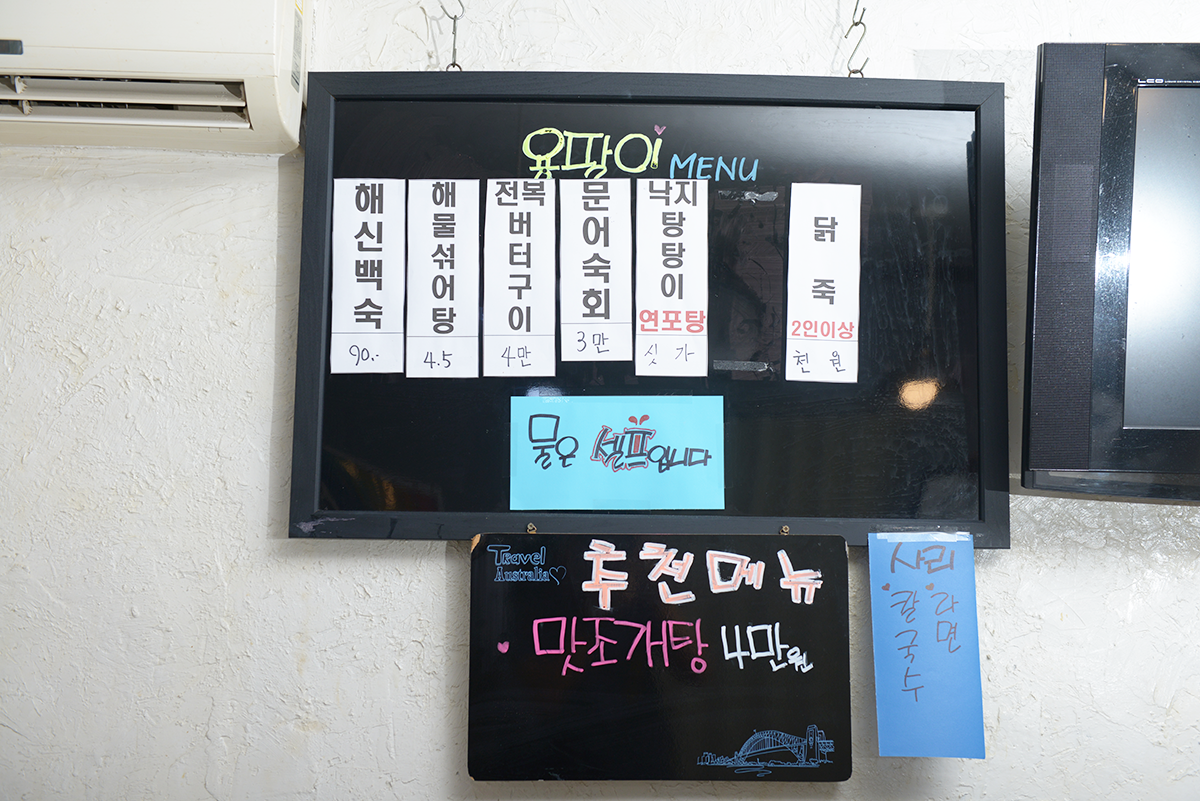 용팡이 MENU
해신백숙
90.-
해물섞어탕
4.5
전복버터구이
4만
문어숙회
3만
낙지탕탕이
연포탕
싯가
닭죽
2인이상
천원
물은 셀프입니다
Travel
Australia
추천메뉴
맛조개탕 4만원
사리
라면
칼국수